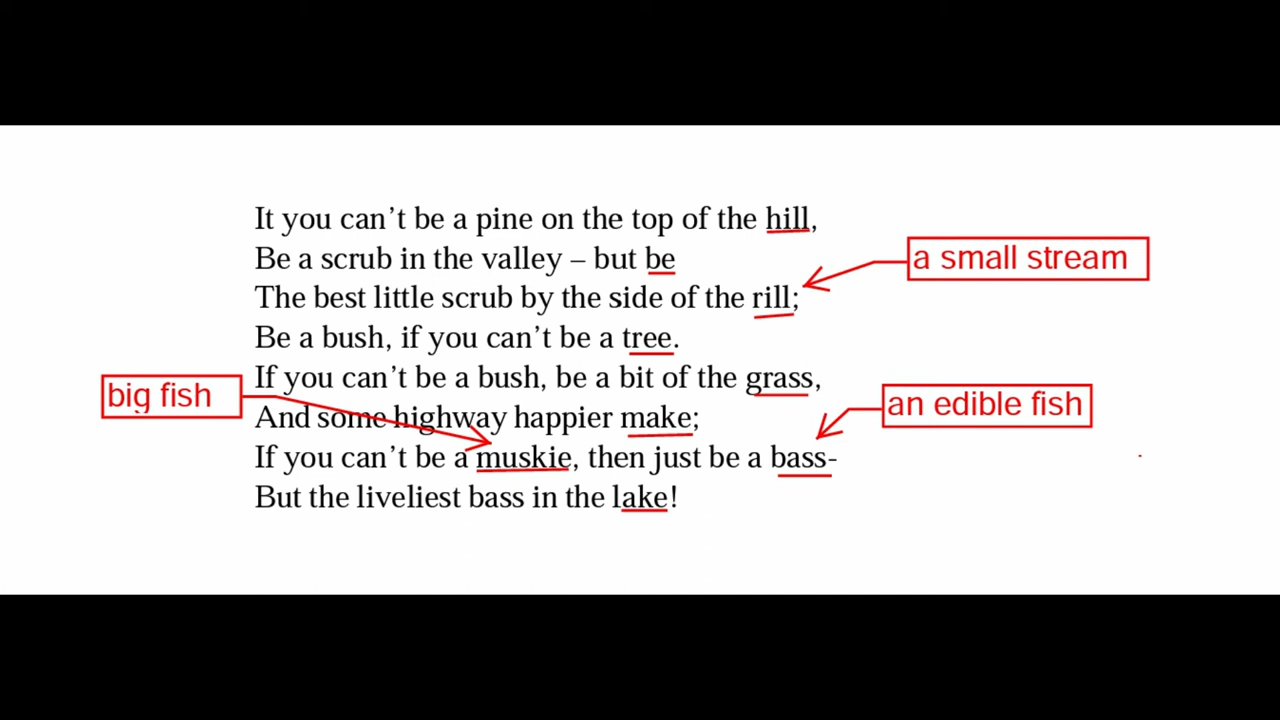 It you can't be a pine on the top of the hill,
Be a scrub in the valley – but be
a small stream
The best little scrub by the side of the rill;
Be a bush, if you can't be a tree.
If you can't be a bush, be a bit of the grass,
big fish
an edible fish
And some highway happier make;
If you can't be a muskie, then just be a bass-
But the liveliest bass in the lake!